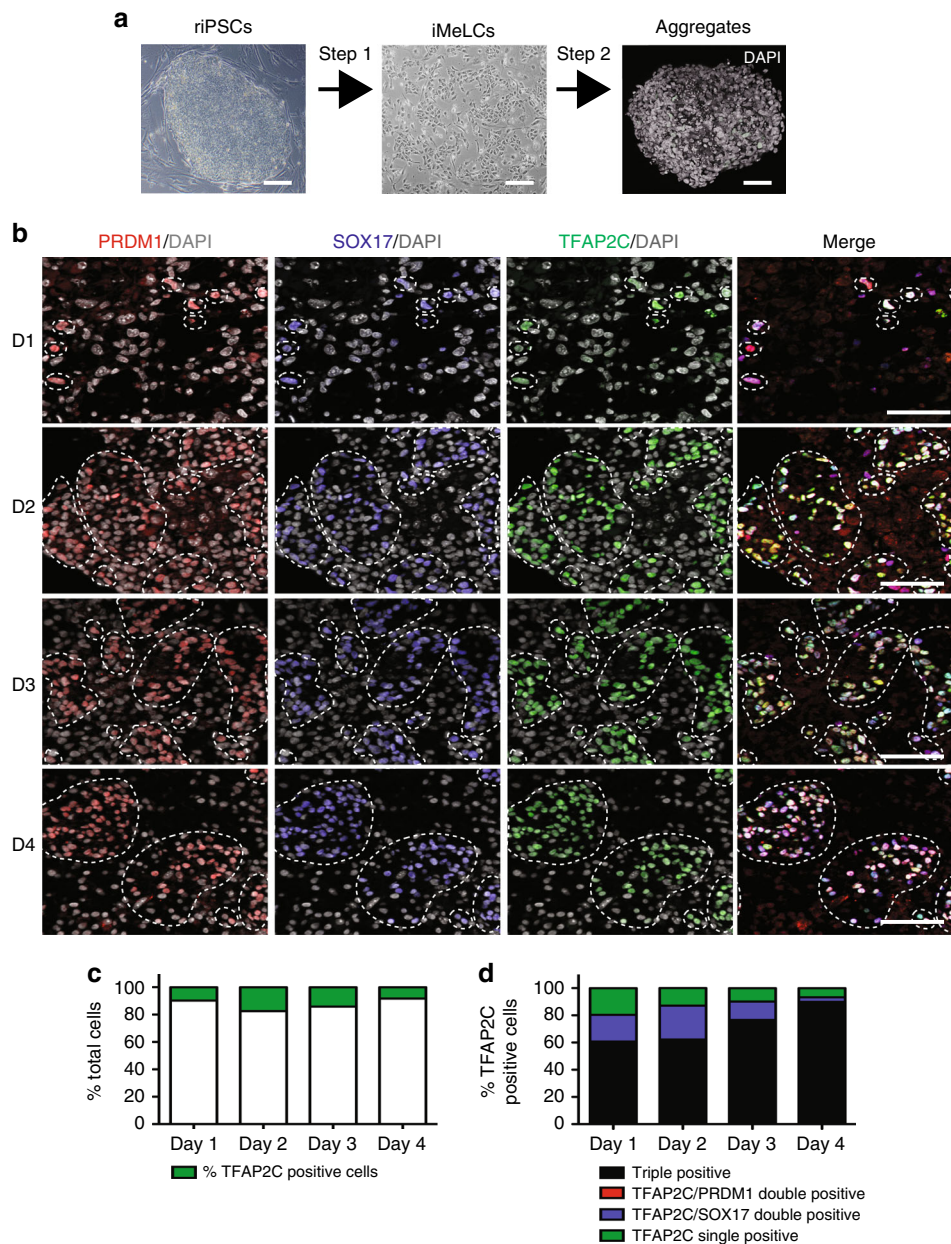 a
riPSCs
Step 1
iMeLCs
Step 2
Aggregates
DAPI
b
PRDM1/DAPI
SOX17/DAPI
TFAP2C/DAPI
Merge
D1
D2
D3
D4
c
% total cells
100
80
60
40
20
0
Day 1
Day 2
Day 3
Day 4
% TFAP2C positive cells
d
% TFAP2C
positive cells
100
80
60
40
20
0
Day 1
Day 2
Day 3
Day 4
Triple positive
TFAP2C/PRDM1 double positive
TFAP2C/SOX17 double positive
TFAP2C single positive